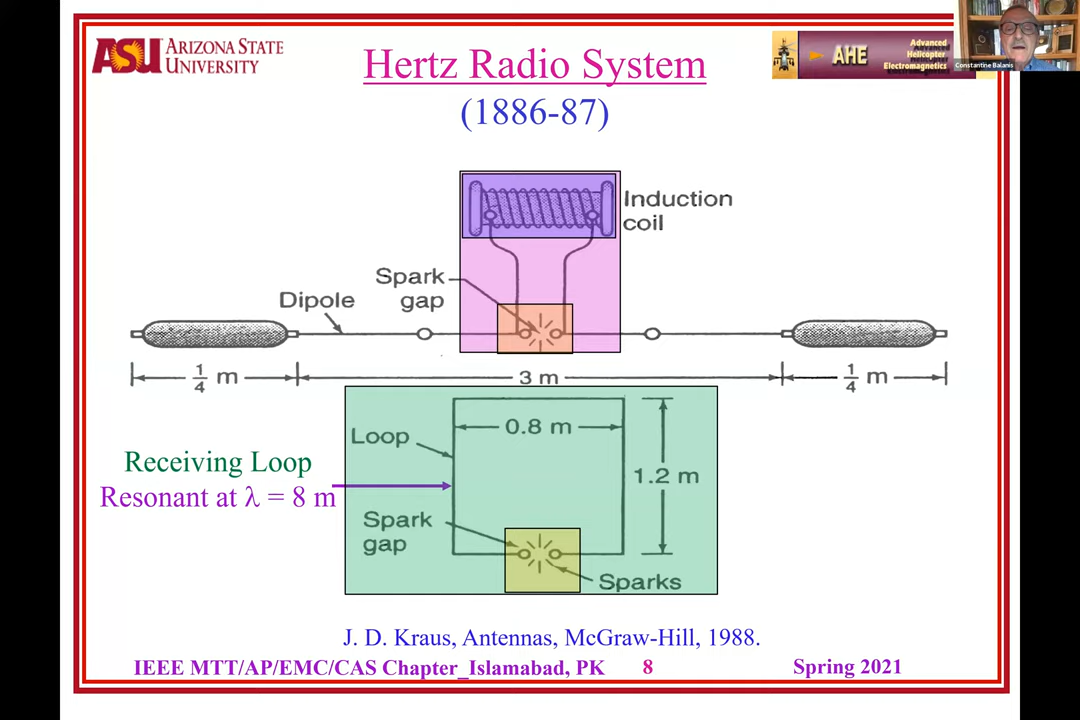 ASU ARIZONA STATE
UNIVERSITY
Hertz Radio System
(1886-87)
AHE
Advanced
Helicopter
Electromagnetics
Constantine Balanis
Induction
coil
Spark
gap
Dipole
1/4 m
3 m
1/4 m
Loop
0.8 m
1.2 m
Receiving Loop
Resonant at λ = 8 m
Spark
gap
Sparks
J. D. Kraus, Antennas, McGraw-Hill, 1988.
IEEE MTT/AP/EMC/CAS Chapter_Islamabad, PK 8 Spring 2021